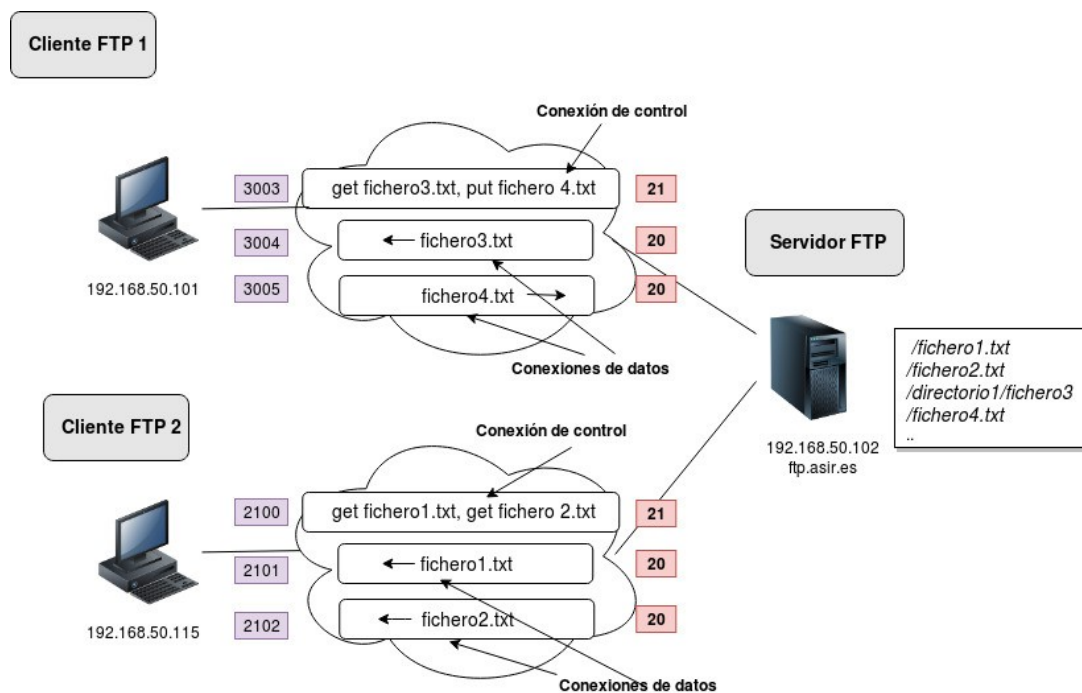 Cliente FTP 1
Conexión de control
3003
get fichero3.txt, put fichero 4.txt
21
3004
fichero3.txt
20
Servidor FTP
192.168.50.101
3005
fichero4.txt
20
Conexiones de datos
/fichero1.txt
/fichero2.txt
/directorio1/fichero3
/fichero4.txt
..
192.168.50.102
ftp.asir.es
Cliente FTP 2
Conexión de control
2100
get fichero1.txt, get fichero 2.txt
21
2101
fichero1.txt
20
192.168.50.115
2102
fichero2.txt
20
Conexiones de datos